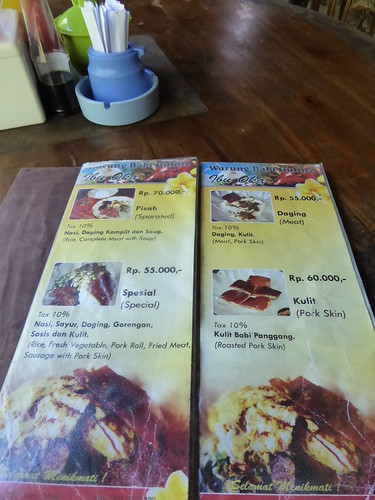 Warung Babi Guling
Ibu Oka
Rp. 70.000,-
Pisah
(Sparated)
Tax 10%
Nasi, Daging Komplit dan Soup.
(Rice, Complete Meat with Soup)
Rp. 55.000,-
Spesial
(Special)
Tax 10%
Nasi, Sayur, Daging, Gorengan,
Sosis dan Kulit.
(Rice, Fresh Vegetable, Pork Roll, Fried Meat,
Sausage with Pork Skin)
Selamat Menikmati !
Warung Babi Guling
Ibu Oka
Rp. 55.000,-
Daging
(Meat)
Tax 10%
Daging, Kulit.
(Meat, Pork Skin)
Rp. 60.000,-
Kulit
(Pork Skin)
Tax 10%
Kulit Babi Panggang.
(Roasted Pork Skin)
Selamat Menikmati !